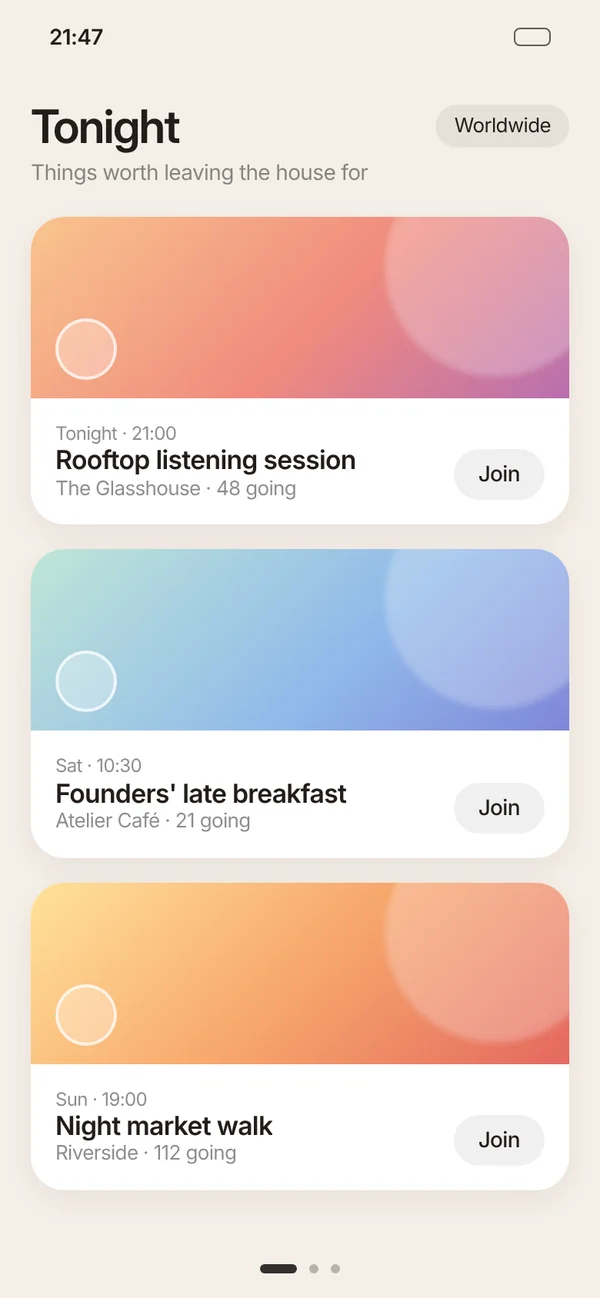 21:47
Tonight
Worldwide
Things worth leaving the house for
Tonight · 21:00
Rooftop listening session
The Glasshouse · 48 going
Join
Sat · 10:30
Founders' late breakfast
Atelier Café · 21 going
Join
Sun · 19:00
Night market walk
Riverside · 112 going
Join